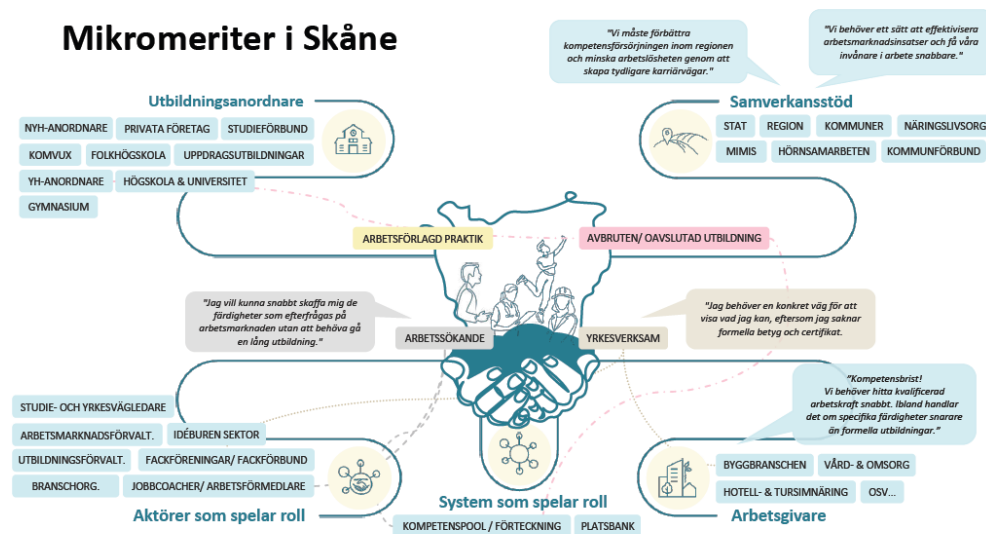 Mikromeriter i Skåne
"Vi måste förbättra
kompetensförsörjningen inom regionen
och minska arbetslösheten genom att
skapa tydligare karriärvägar."
"Vi behöver ett sätt att effektivisera
arbetsmarknadsinsatser och få våra
invånare i arbete snabbare."
Utbildningsanordnare
NYH-ANORDNARE
PRIVATA FÖRETAG
STUDIEFÖRBUND
KOMVUX
FOLKHÖGSKOLA
UPPDRAGSUTBILDNINGAR
YH-ANORDNARE
HÖGSKOLA & UNIVERSITET
GYMNASIUM
Samverkansstöd
STAT
REGION
KOMMUNER
NÄRINGSLIVSORG
MIMIS
HÖRNSAMARBETEN
KOMMUNFÖRBUND
ARBETSFÖRLAGD PRAKTIK
AVBRUTEN/ OAVSLUTAD UTBILDNING
"Jag vill kunna snabbt skaffa mig de
färdigheter som efterfrågas på
arbetsmarknaden utan att behöva gå
en lång utbildning."
"Jag behöver en konkret väg för att
visa vad jag kan, eftersom jag saknar
formella betyg och certifikat.
ARBETSSÖKANDE
YRKESVERKSAM
"Kompetensbrist!
Vi behöver hitta kvalificerad
arbetskraft snabbt. Ibland handlar
det om specifika färdigheter snarare
än formella utbildningar."
STUDIE- OCH YRKESVÄGLEDARE
ARBETSMARKNADSFÖRVALT.
IDÉBUREN SEKTOR
UTBILDNINGSFÖRVALT.
FACKFÖRENINGAR/ FACKFÖRBUND
BRANSCHORG.
JOBBCOACHER/ ARBETSFÖRMEDLARE
Aktörer som spelar roll
System som spelar roll
KOMPETENSPOOL / FÖRTECKNING
PLATSBANK
BYGGBRANSCHEN
VÅRD- & OMSORG
HOTELL- & TURSIMNÄRING
OSV...
Arbetsgivare